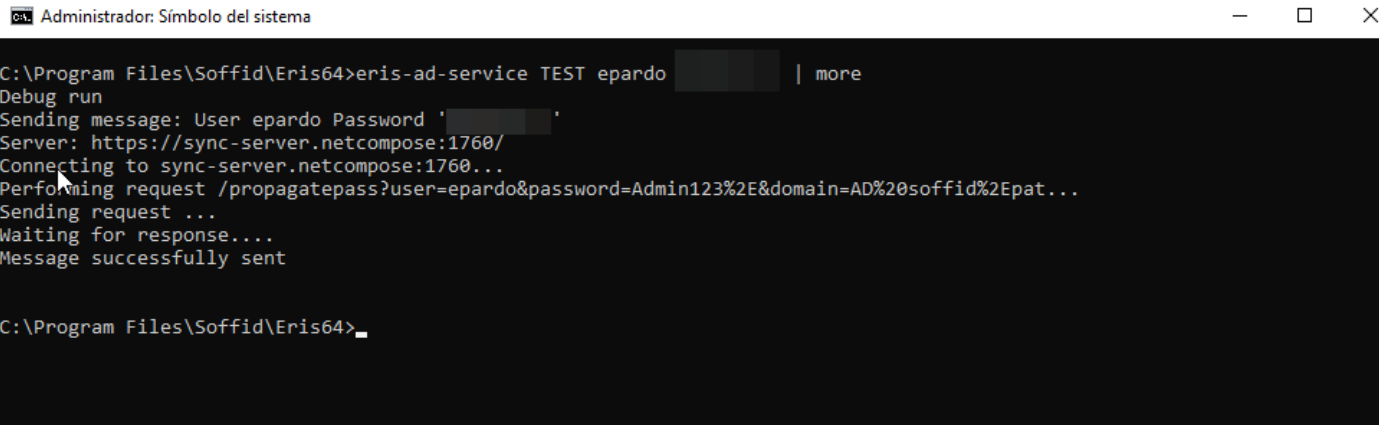 Administrador: Símbolo del sistema
C:\Program Files\Soffid\Eris64>eris-ad-service TEST epardo | more
Debug run
Sending message: User epardo Password ' '
Server: https://sync-server.netcompose:1760/
Connecting to sync-server.netcompose:1760...
Performing request /propagatepass?user=epardo&password=Admin123%2E&domain=AD%20soffid%2Epat...
Sending request ...
Waiting for response....
Message successfully sent
C:\Program Files\Soffid\Eris64>